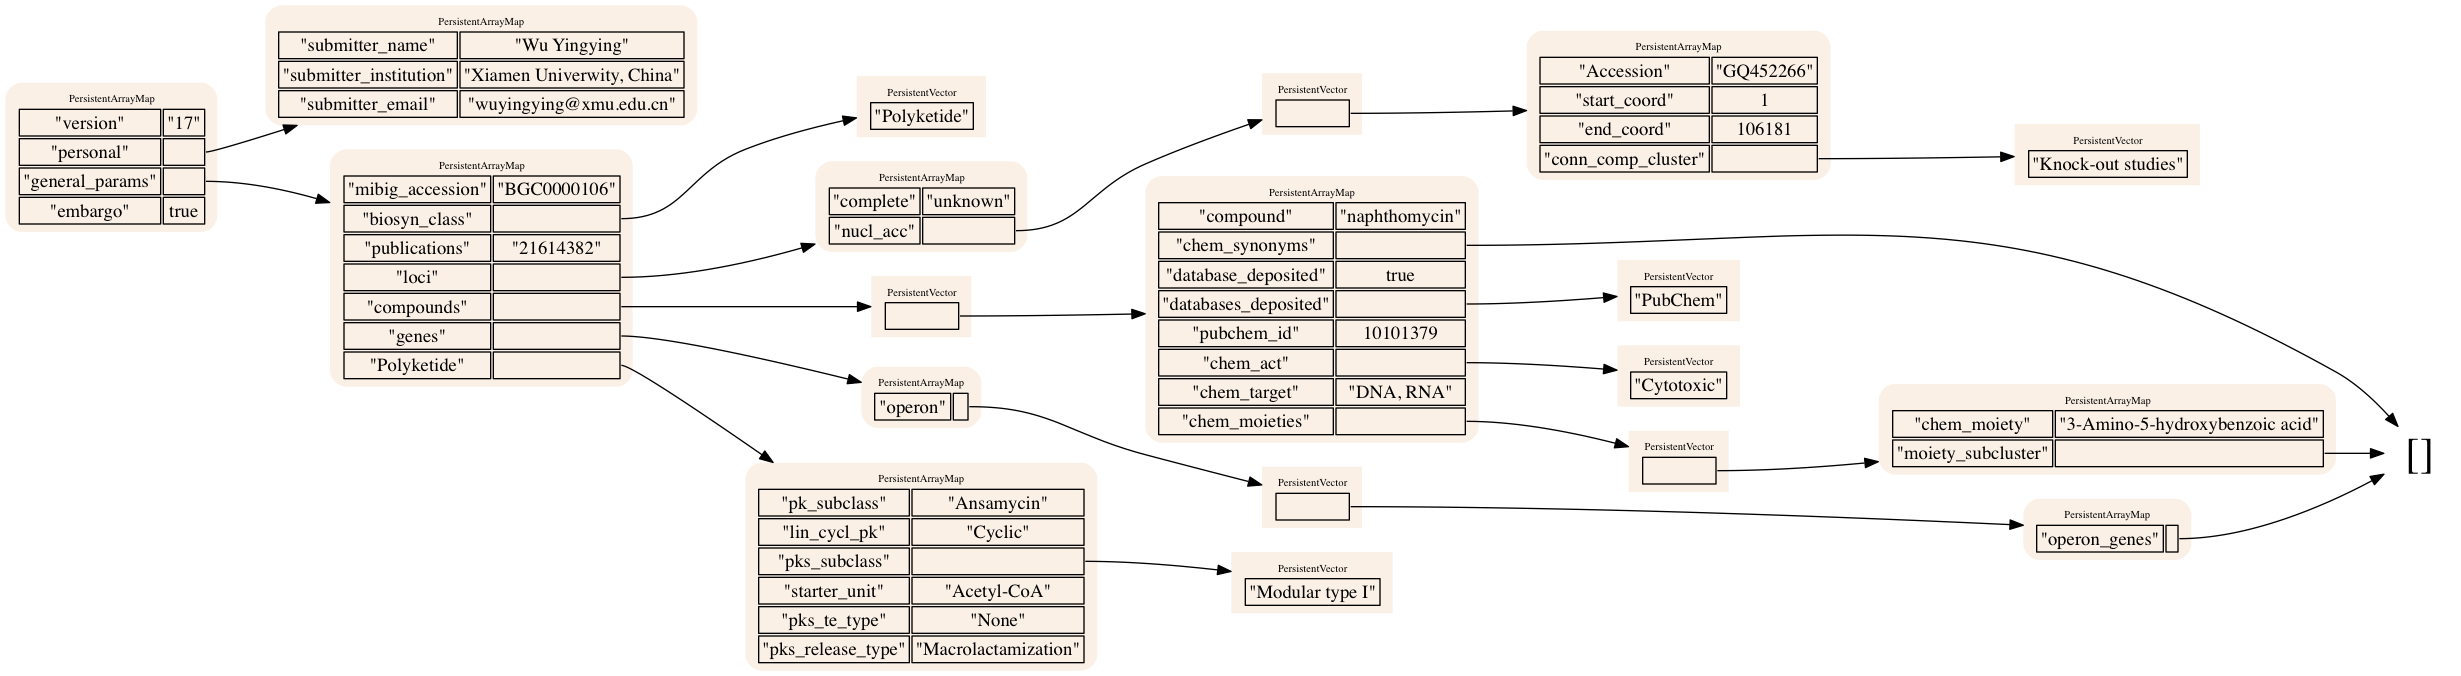 PersistentArrayMap
"version" "17"
"personal"
"general_params"
"embargo" true
PersistentArrayMap
"submitter_name" "Wu Yingying"
"submitter_institution" "Xiamen Univerwity, China"
"submitter_email" "wuyingying@xmu.edu.cn"
PersistentArrayMap
"mibig_accession" "BGC0000106"
"biosyn_class"
"publications" "21614382"
"loci"
"compounds"
"genes"
"Polyketide"
PersistentVector
"Polyketide"
PersistentArrayMap
"complete" "unknown"
"nucl_acc"
PersistentVector
PersistentArrayMap
"operon"
PersistentArrayMap
"pk_subclass" "Ansamycin"
"lin_cycl_pk" "Cyclic"
"pks_subclass"
"starter_unit" "Acetyl-CoA"
"pks_te_type" "None"
"pks_release_type" "Macrolactamization"
PersistentVector
PersistentArrayMap
"compound" "naphthomycin"
"chem_synonyms"
"database_deposited" true
"databases_deposited"
"pubchem_id" 10101379
"chem_act"
"chem_target" "DNA, RNA"
"chem_moieties"
PersistentVector
PersistentVector
"Modular type I"
PersistentArrayMap
"Accession" "GQ452266"
"start_coord" 1
"end_coord" 106181
"conn_comp_cluster"
PersistentVector
"PubChem"
PersistentVector
"Cytotoxic"
PersistentVector
PersistentVector
"Knock-out studies"
PersistentArrayMap
"chem_moiety" "3-Amino-5-hydroxybenzoic acid"
"moiety_subcluster"
PersistentArrayMap
"operon_genes"
[]